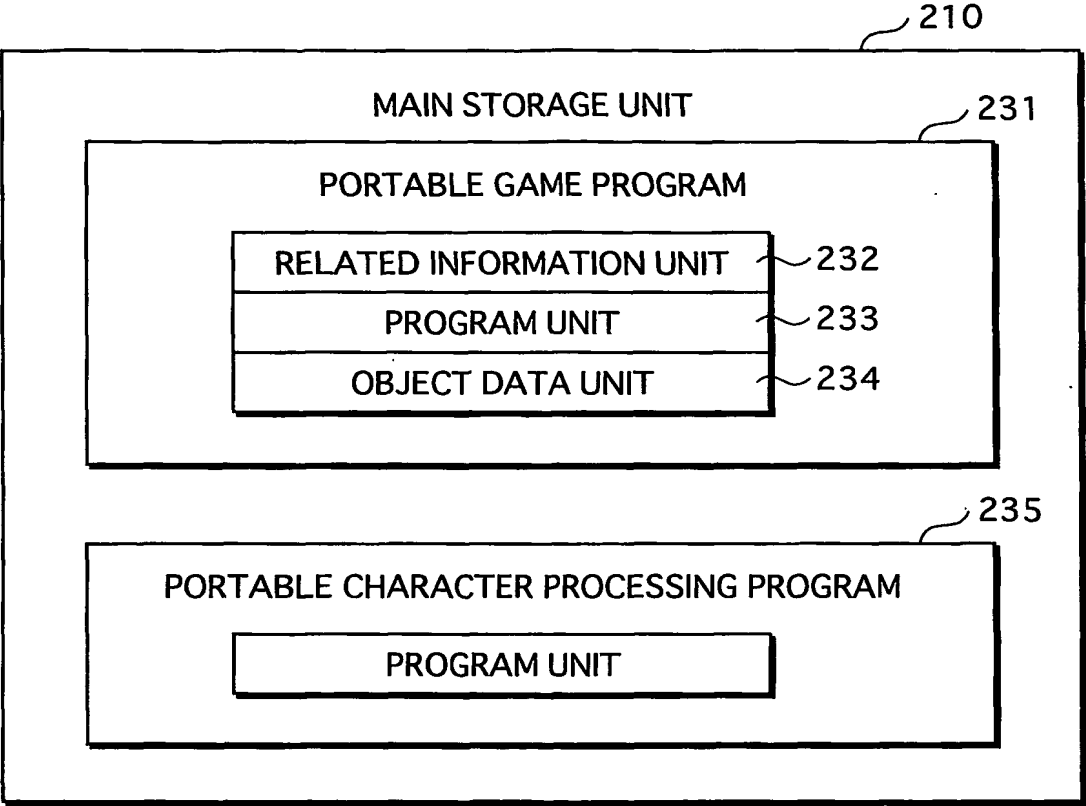 210
MAIN STORAGE UNIT
231
PORTABLE GAME PROGRAM
RELATED INFORMATION UNIT 232
PROGRAM UNIT 233
OBJECT DATA UNIT 234
235
PORTABLE CHARACTER PROCESSING PROGRAM
PROGRAM UNIT